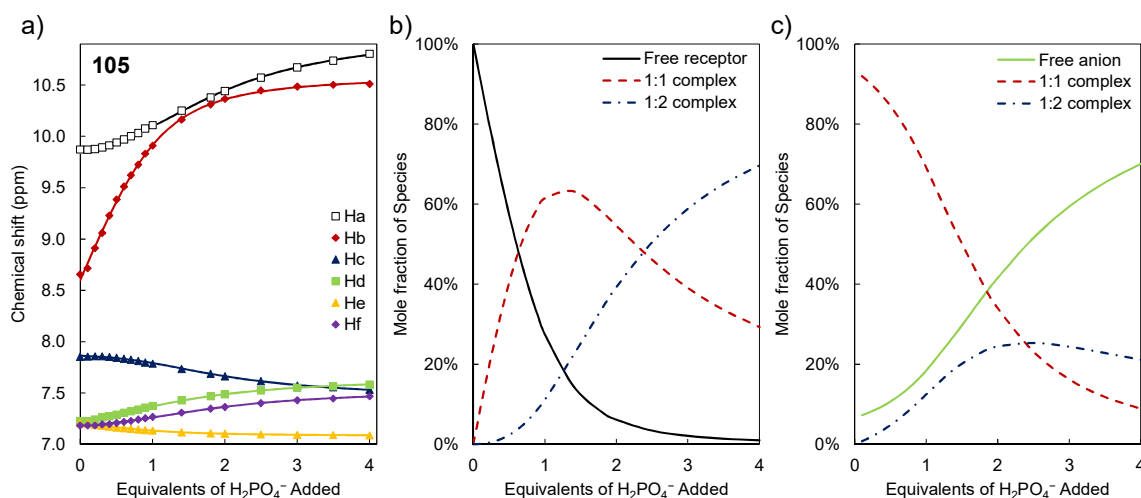 a)
105
Chemical shift (ppm)
10.5
10.0
9.5
9.0
8.5
8.0
7.5
7.0
0
1
2
3
4
Ha
Hb
Hc
Hd
He
Hf
Equivalents of H₂PO₄⁻ Added
b)
Mole fraction of Species
100%
80%
60%
40%
20%
0%
0
1
2
3
4
Free receptor
1:1 complex
1:2 complex
Equivalents of H₂PO₄⁻ Added
c)
Mole fraction of Species
100%
80%
60%
40%
20%
0%
0
1
2
3
4
Free anion
1:1 complex
1:2 complex
Equivalents of H₂PO₄⁻ Added